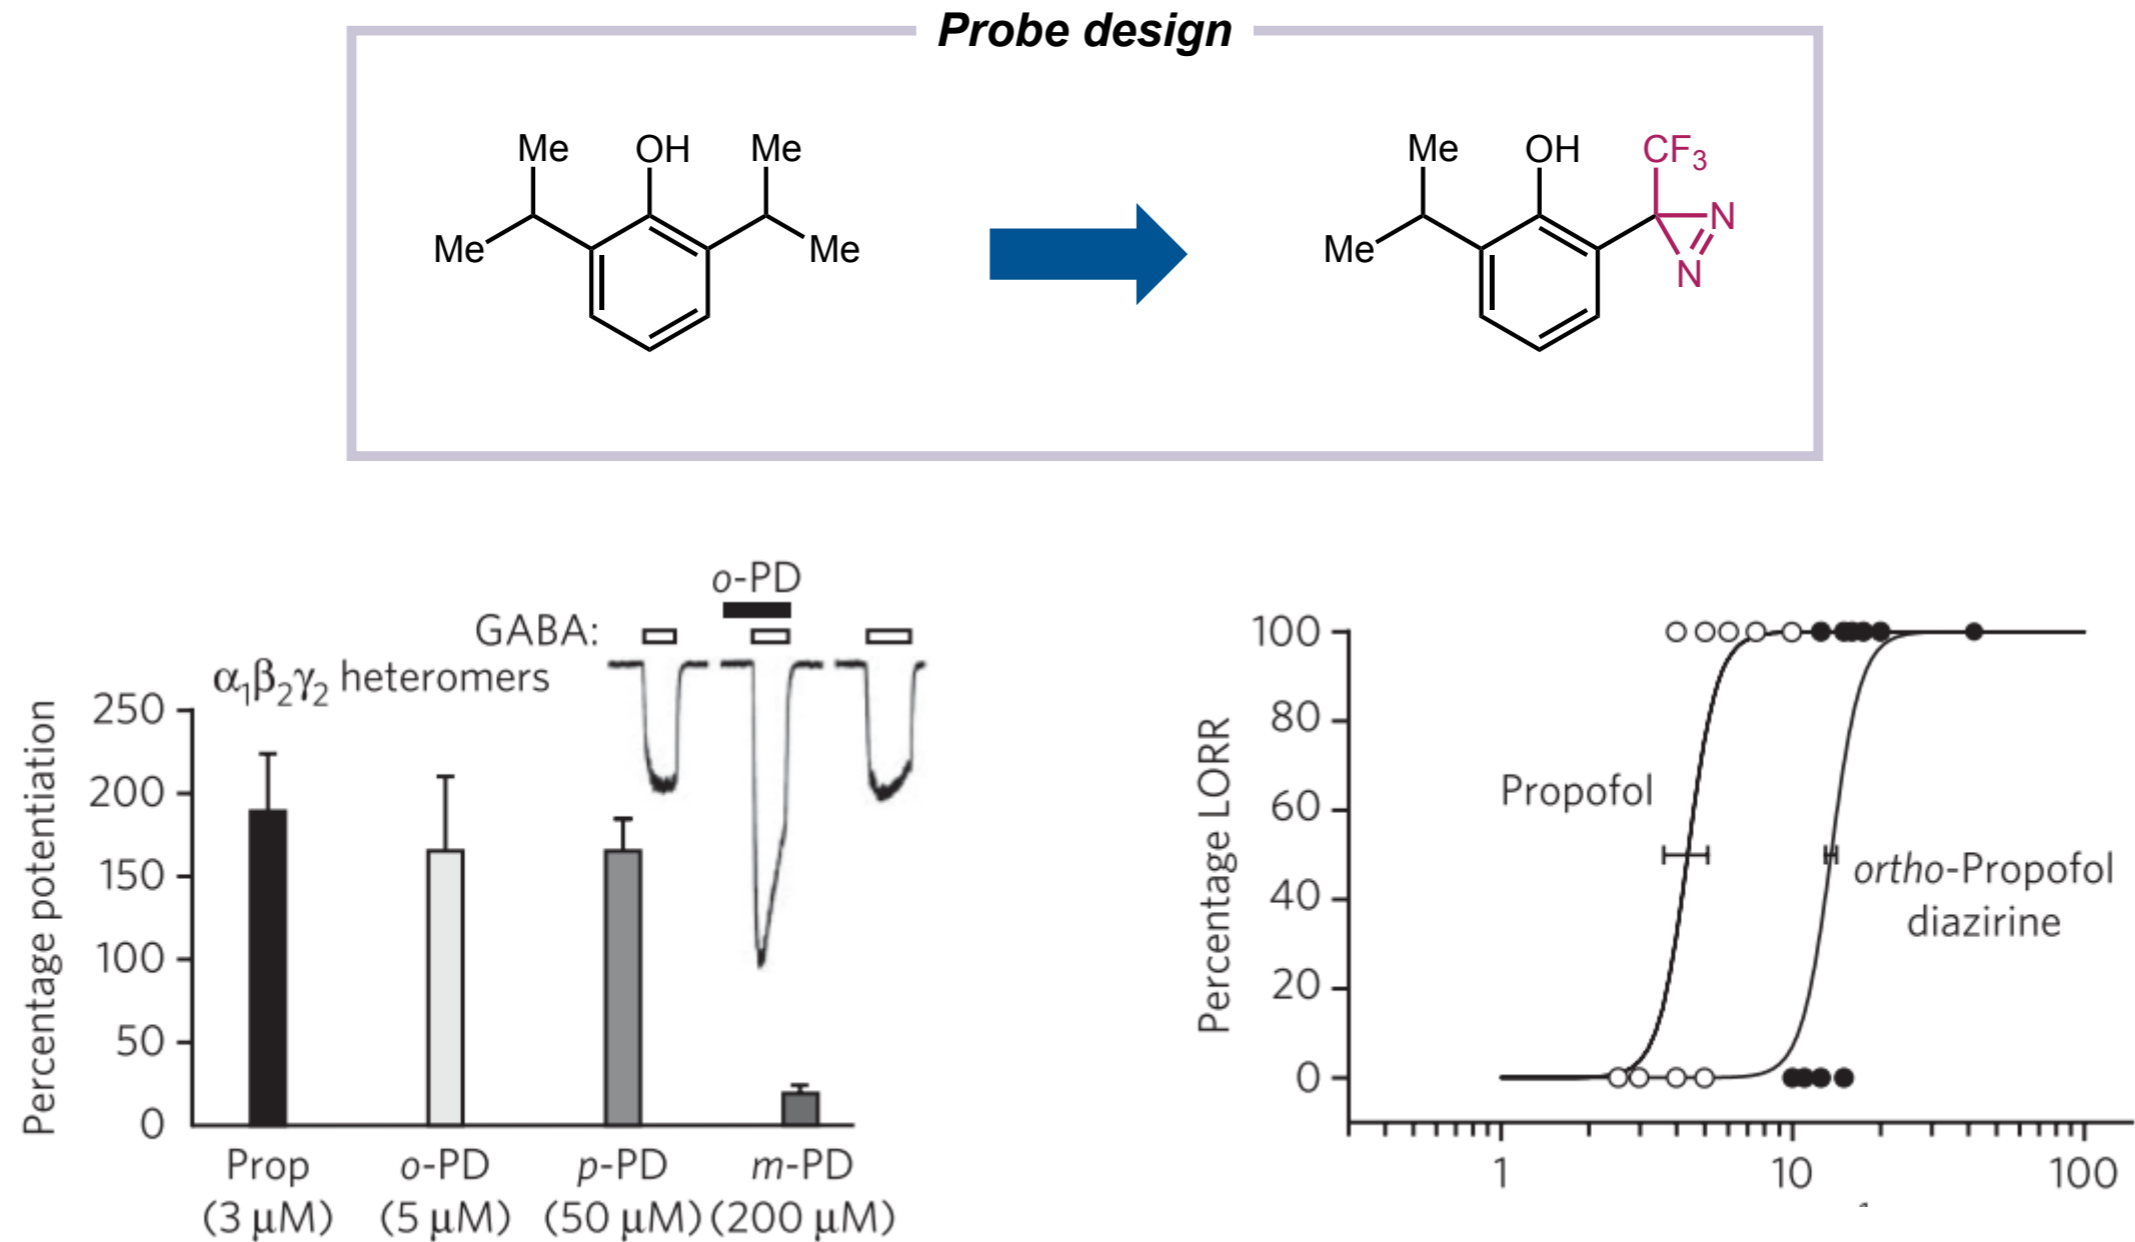 Probe design
Me OH Me
Me Me
Me OH CF₃
Me N
N
o-PD
GABA:
α₁β₂γ₂ heteromers
Percentage potentiation
250
200
150
100
50
0
Prop o-PD p-PD m-PD
(3 μM) (5 μM) (50 μM) (200 μM)
Percentage LORR
100
80
60
40
20
0
Propofol
ortho-Propofol
diazirine
1 10 100